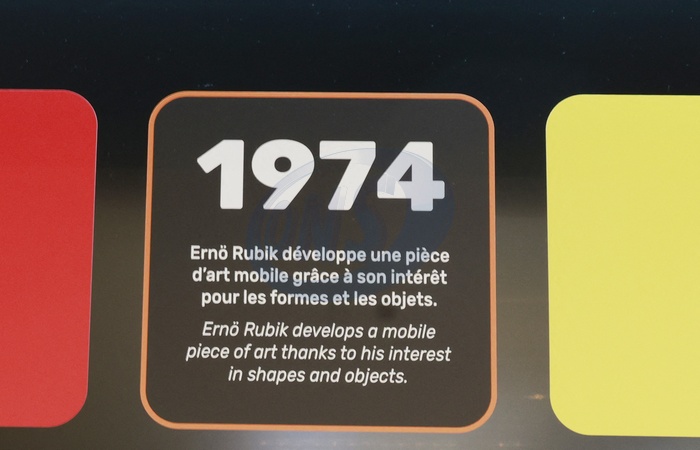 1974
Ernö Rubik développe une pièce
d'art mobile grâce à son intérêt
pour les formes et les objets.
Ernö Rubik develops a mobile
piece of art thanks to his interest
in shapes and objects.